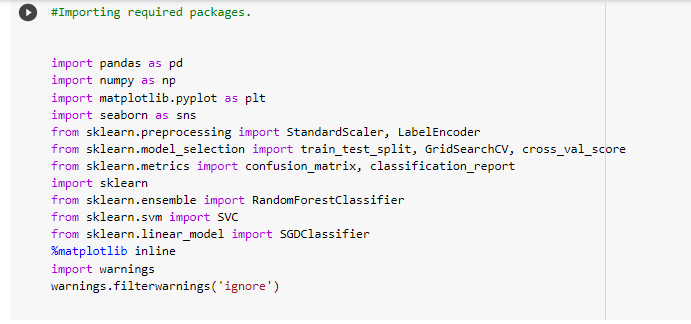 #Importing required packages.
import pandas as pd
import numpy as np
import matplotlib.pyplot as plt
import seaborn as sns
from sklearn.preprocessing import StandardScaler, LabelEncoder
from sklearn.model_selection import train_test_split, GridSearchCV, cross_val_score
from sklearn.metrics import confusion_matrix, classification_report
import sklearn
from sklearn.ensemble import RandomForestClassifier
from sklearn.svm import SVC
from sklearn.linear_model import SGDClassifier
%matplotlib inline
import warnings
warnings.filterwarnings('ignore')